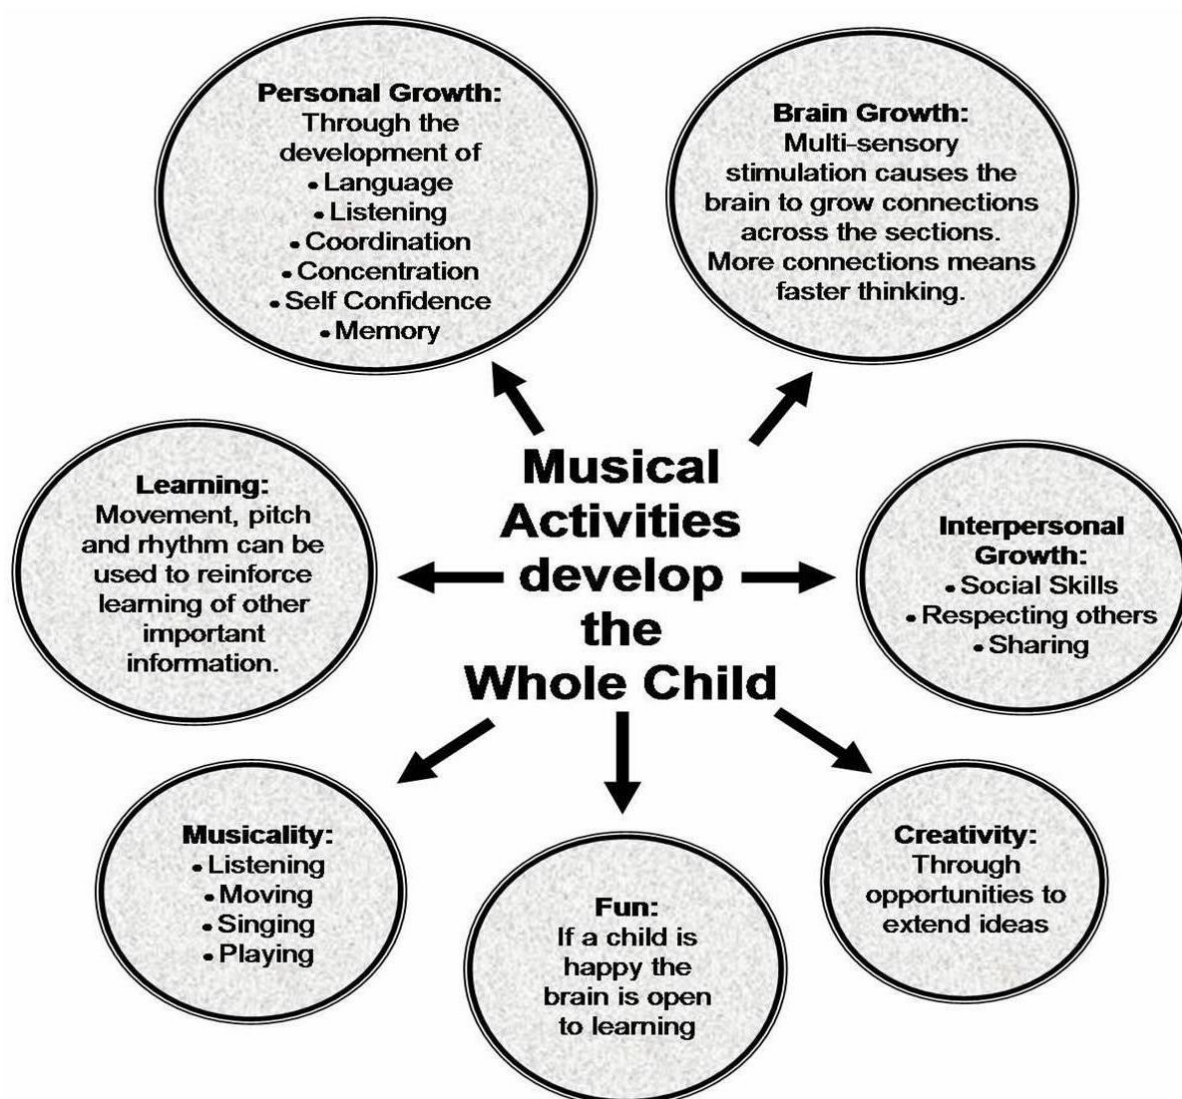 Personal Growth:
Through the
development of
• Language
• Listening
• Coordination
• Concentration
• Self Confidence
• Memory
Brain Growth:
Multi-sensory
stimulation causes the
brain to grow connections
across the sections.
More connections means
faster thinking.
Musical
Activities
develop
the
Whole Child
Learning:
Movement, pitch
and rhythm can be
used to reinforce
learning of other
important
information.
Interpersonal
Growth:
• Social Skills
• Respecting others
• Sharing
Musicality:
• Listening
• Moving
• Singing
• Playing
Fun:
If a child is
happy the
brain is open
to learning
Creativity:
Through
opportunities to
extend ideas